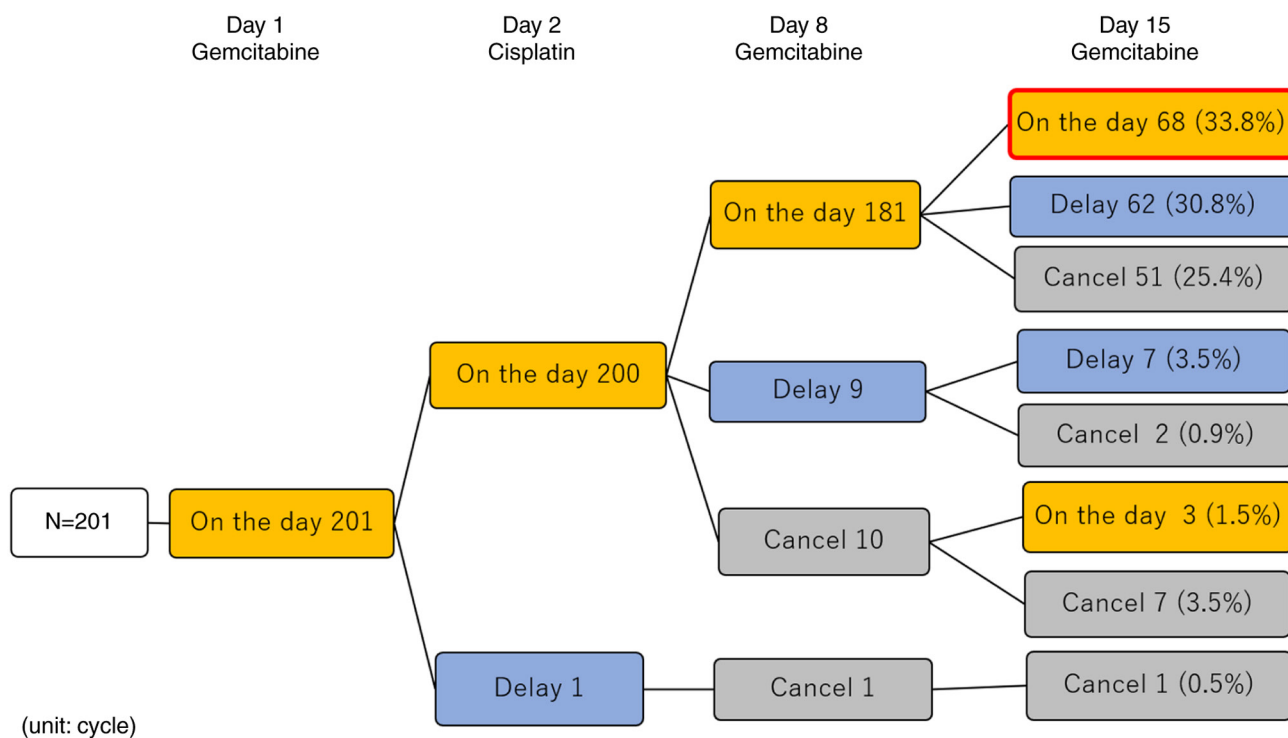 Day 1
Gemcitabine
Day 2
Cisplatin
Day 8
Gemcitabine
Day 15
Gemcitabine
On the day 68 (33.8%)
On the day 181
Delay 62 (30.8%)
Cancel 51 (25.4%)
On the day 200
Delay 9
Delay 7 (3.5%)
Cancel 2 (0.9%)
N=201
On the day 201
Cancel 10
On the day 3 (1.5%)
Cancel 7 (3.5%)
Delay 1
Cancel 1
Cancel 1 (0.5%)
(unit: cycle)